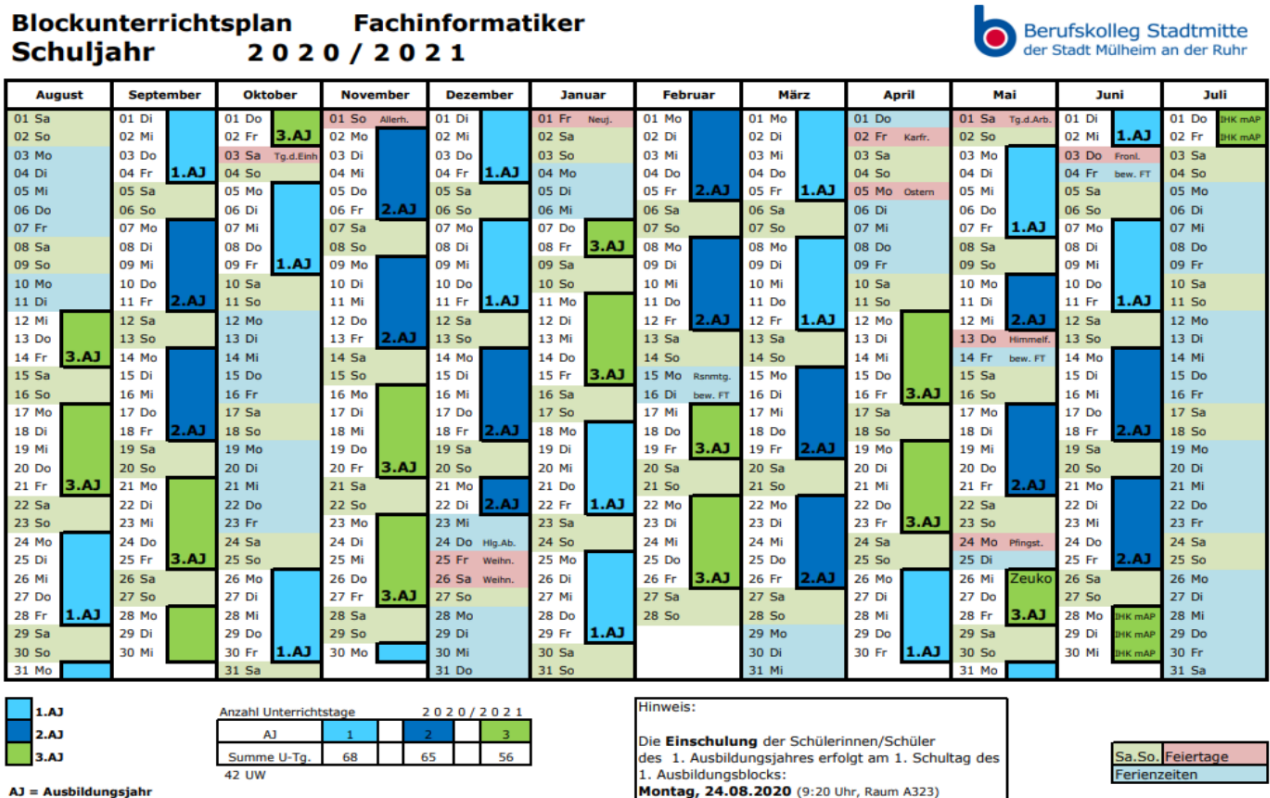 Blockunterrichtsplan Fachinformatiker
Schuljahr 2 0 2 0 / 2 0 2 1
Berufskolleg Stadtmitte
der Stadt Mülheim an der Ruhr
August September Oktober November Dezember Januar Februar März April Mai Juni Juli
01 Sa 01 Di 01 Do 01 So Allerh. 01 Di 01 Fr Neuj. 01 Mo 01 Mo 01 Do 01 Sa Tg.d.Arb. 01 Di 01 Do IHK mAP
02 So 02 Mi 02 Fr 3.AJ 02 Mo 02 Mi 02 Sa 02 Di 02 Di 02 Fr Karfr. 02 So 02 Mi 1.AJ 02 Fr IHK mAP
03 Mo 03 Do 03 Sa Tg.d.Einh 03 Di 03 Do 03 So 03 Mi 03 Mi 03 Sa 03 Mo 03 Do Fronl. 03 Sa
04 Di 04 Fr 1.AJ 04 So 04 Mi 04 Fr 1.AJ 04 Mo 04 Do 04 Do 04 So 04 Di 04 Fr bew. FT 04 So
05 Mi 05 Sa 05 Mo 05 Do 05 Sa 05 Di 05 Fr 2.AJ 05 Fr 1.AJ 05 Mo Ostern 05 Mi 05 Sa 05 Mo
06 Do 06 So 06 Di 06 Fr 2.AJ 06 So 06 Mi 06 Sa 06 Sa 06 Di 06 Do 06 So 06 Di
07 Fr 07 Mo 07 Mi 07 Sa 07 Mo 07 Do 07 So 07 So 07 Mi 07 Fr 1.AJ 07 Mo 07 Mi
08 Sa 08 Di 08 Do 08 So 08 Di 08 Fr 3.AJ 08 Mo 08 Mo 08 Do 08 Sa 08 Di 08 Do
09 So 09 Mi 09 Fr 1.AJ 09 Mo 09 Mi 09 Sa 09 Di 09 Di 09 Fr 09 So 09 Mi 09 Fr
10 Mo 10 Do 10 Sa 10 Di 10 Do 10 So 10 Mi 10 Mi 10 Sa 10 Mo 10 Do 10 Sa
11 Di 11 Fr 2.AJ 11 So 11 Mi 11 Fr 1.AJ 11 Mo 11 Do 11 Do 11 So 11 Di 11 Fr 1.AJ 11 So
12 Mi 12 Sa 12 Mo 12 Do 12 Sa 12 Di 12 Fr 2.AJ 12 Fr 1.AJ 12 Mo 12 Mi 2.AJ 12 Sa 12 Mo
13 Do 13 So 13 Di 13 Fr 2.AJ 13 So 13 Mi 13 Sa 13 Sa 13 Di 13 Do Himmelf. 13 So 13 Di
14 Fr 3.AJ 14 Mo 14 Mi 14 Sa 14 Mo 14 Do 14 So 14 So 14 Mi 14 Fr bew. FT 14 Mo 14 Mi
15 Sa 15 Di 15 Do 15 So 15 Di 15 Fr 3.AJ 15 Mo Rsnmtg. 15 Mo 15 Do 15 Sa 15 Di 15 Do
16 So 16 Mi 16 Fr 16 Mo 16 Mi 16 Sa 16 Di bew. FT 16 Di 16 Fr 3.AJ 16 So 16 Mi 16 Fr
17 Mo 17 Do 17 Sa 17 Di 17 Do 17 So 17 Mi 17 Mi 17 Sa 17 Mo 17 Do 17 Sa
18 Di 18 Fr 2.AJ 18 So 18 Mi 18 Fr 2.AJ 18 Mo 18 Do 18 Do 18 So 18 Di 18 Fr 2.AJ 18 So
19 Mi 19 Sa 19 Mo 19 Do 19 Sa 19 Di 19 Fr 3.AJ 19 Fr 2.AJ 19 Mo 19 Mi 19 Sa 19 Mo
20 Do 20 So 20 Di 20 Fr 3.AJ 20 So 20 Mi 20 Sa 20 Sa 20 Di 20 Do 20 So 20 Di
21 Fr 3.AJ 21 Mo 21 Mi 21 Sa 21 Mo 21 Do 21 So 21 So 21 Mi 21 Fr 2.AJ 21 Mo 21 Mi
22 Sa 22 Di 22 Do 22 So 22 Di 2.AJ 22 Fr 1.AJ 22 Mo 22 Mo 22 Do 22 Sa 22 Di 22 Do
23 So 23 Mi 23 Fr 23 Mo 23 Mi 23 Sa 23 Di 23 Di 23 Fr 3.AJ 23 So 23 Mi 23 Fr
24 Mo 24 Do 24 Sa 24 Di 24 Do Hlg.Ab. 24 So 24 Mi 24 Mi 24 Sa 24 Mo Pfingst. 24 Do 24 Sa
25 Di 25 Fr 3.AJ 25 So 25 Mi 25 Fr Weihn. 25 Mo 25 Do 25 Do 25 So 25 Di 25 Fr 2.AJ 25 So
26 Mi 26 Sa 26 Mo 26 Do 26 Sa Weihn. 26 Di 26 Fr 3.AJ 26 Fr 2.AJ 26 Mo 26 Mi Zeuko 26 Sa 26 Mo
27 Do 27 So 27 Di 27 Fr 3.AJ 27 So 27 Mi 27 Sa 27 Sa 27 Di 27 Do 27 So 27 Di
28 Fr 1.AJ 28 Mo 28 Mi 28 Sa 28 Mo 28 Do 28 So 28 So 28 Mi 28 Fr 3.AJ 28 Mo IHK mAP 28 Mi
29 Sa 29 Di 29 Do 29 So 29 Di 29 Fr 1.AJ 29 Mo 29 Do 29 Sa 29 Di IHK mAP 29 Do
30 So 30 Mi 30 Fr 1.AJ 30 Mo 30 Mi 30 Sa 30 Di 30 Fr 1.AJ 30 So 30 Mi IHK mAP 30 Fr
31 Mo 31 Sa 31 Do 31 So 31 Mi 31 Mo 31 Sa
1.AJ
2.AJ
3.AJ
AJ = Ausbildungsjahr
Anzahl Unterrichtstage 2 0 2 0 / 2 0 2 1
AJ 1 2 3
Summe U-Tg. 68 65 56
42 UW
Hinweis:
Die Einschulung der Schülerinnen/Schüler
des 1. Ausbildungsjahres erfolgt am 1. Schultag des
1. Ausbildungsblocks:
Montag, 24.08.2020 (9:20 Uhr, Raum A323)
Sa.So. Feiertage
Ferienzeiten